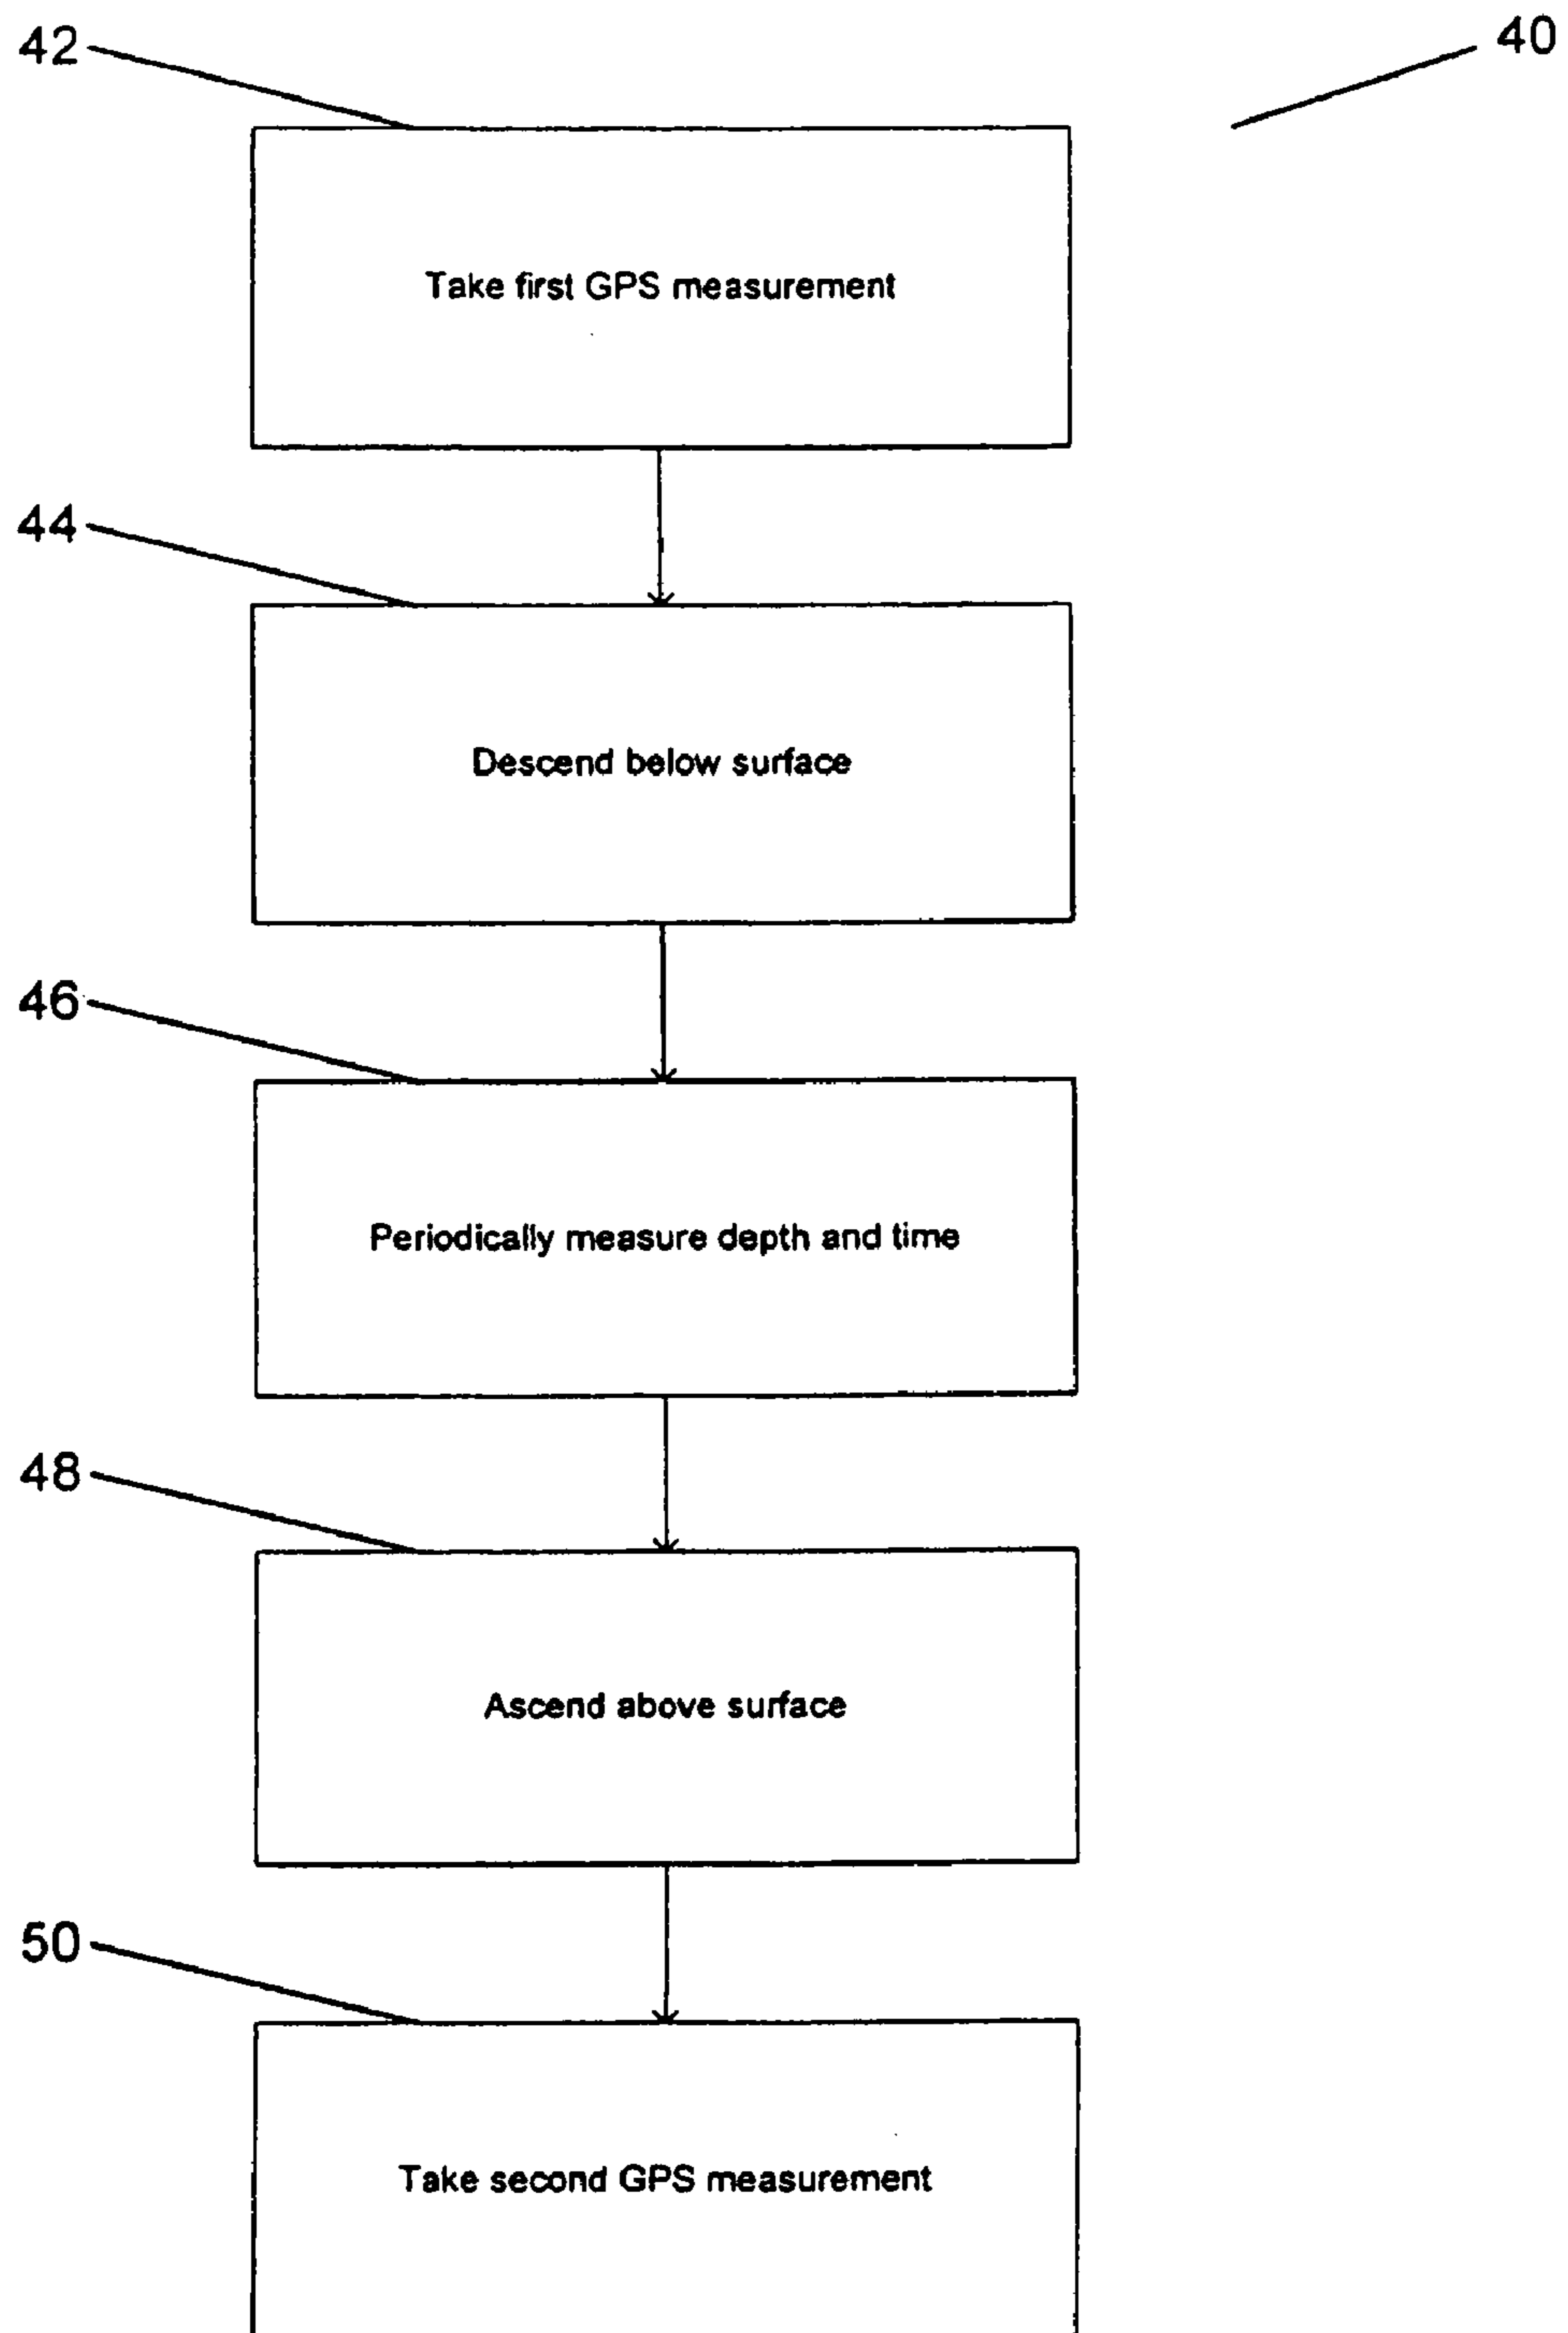 42
40
Take first GPS measurement
44
Descend below surface
46
Periodically measure depth and time
48
Ascend above surface
50
Take second GPS measurement